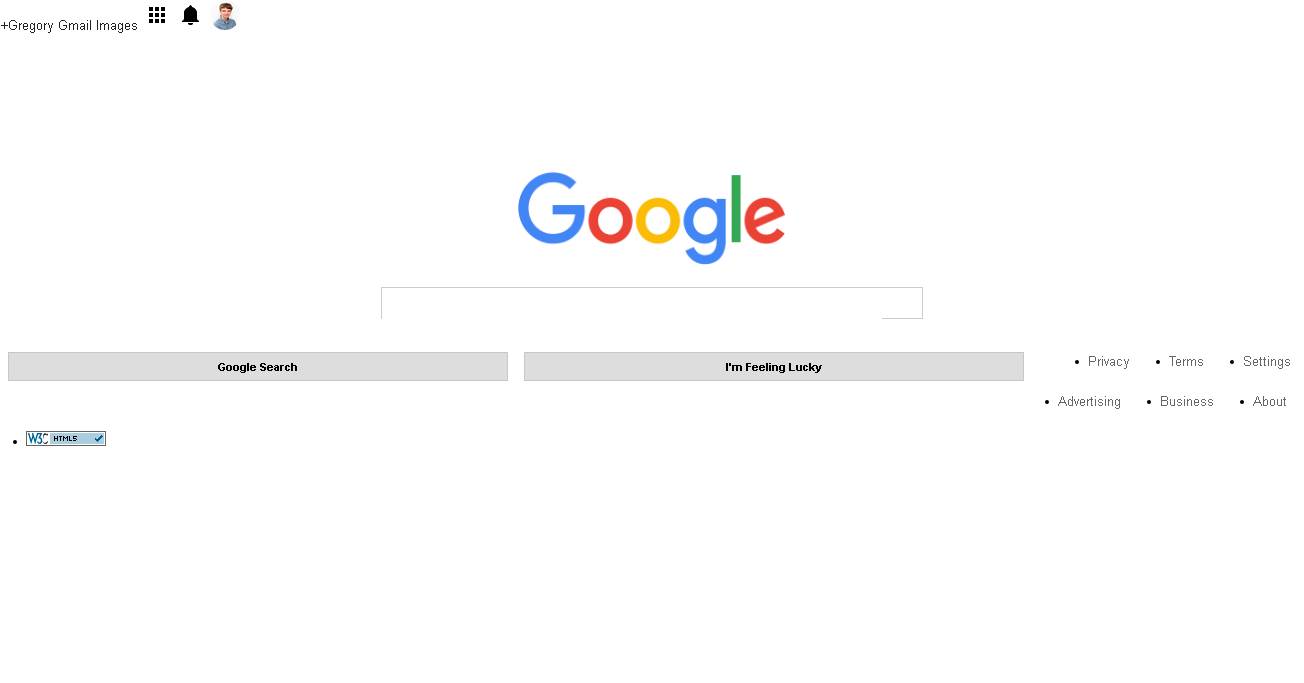 +Gregory Gmail Images
Google
Google Search
I'm Feeling Lucky
Privacy
Terms
Settings
Advertising
Business
About
W3C HTML5